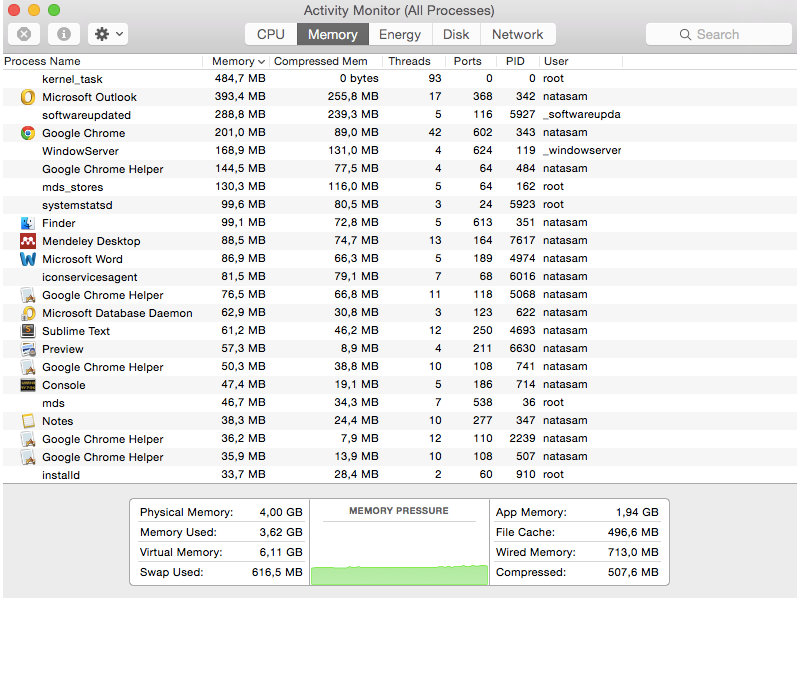 Activity Monitor (All Processes)
CPU Memory Energy Disk Network Search
Process Name Memory Compressed Mem Threads Ports PID User
kernel_task 484,7 MB 0 bytes 93 0 0 root
Microsoft Outlook 393,4 MB 255,8 MB 17 368 342 natasam
softwareupdated 288,8 MB 239,3 MB 5 116 5927 _softwareupda
Google Chrome 201,0 MB 89,0 MB 42 602 343 natasam
WindowServer 168,9 MB 131,0 MB 4 624 119 _windowserver
Google Chrome Helper 144,5 MB 77,5 MB 4 64 484 natasam
mds_stores 130,3 MB 116,0 MB 5 64 162 root
systemstatsd 99,6 MB 80,5 MB 3 24 5923 root
Finder 99,1 MB 72,8 MB 5 613 351 natasam
Mendeley Desktop 88,5 MB 74,7 MB 13 164 7617 natasam
Microsoft Word 86,9 MB 66,3 MB 5 189 4974 natasam
iconservicesagent 81,5 MB 79,1 MB 7 68 6016 natasam
Google Chrome Helper 76,5 MB 66,8 MB 11 118 5068 natasam
Microsoft Database Daemon 62,9 MB 30,8 MB 3 123 622 natasam
Sublime Text 61,2 MB 46,2 MB 12 250 4693 natasam
Preview 57,3 MB 8,9 MB 4 211 6630 natasam
Google Chrome Helper 50,3 MB 38,8 MB 10 108 741 natasam
Console 47,4 MB 19,1 MB 5 186 714 natasam
mds 46,7 MB 34,3 MB 7 538 36 root
Notes 38,3 MB 24,4 MB 10 277 347 natasam
Google Chrome Helper 36,2 MB 7,9 MB 12 110 2239 natasam
Google Chrome Helper 35,9 MB 13,9 MB 10 108 507 natasam
installd 33,7 MB 28,4 MB 2 60 910 root
Physical Memory: 4,00 GB
Memory Used: 3,62 GB
Virtual Memory: 6,11 GB
Swap Used: 616,5 MB
MEMORY PRESSURE
App Memory: 1,94 GB
File Cache: 496,6 MB
Wired Memory: 713,0 MB
Compressed: 507,6 MB